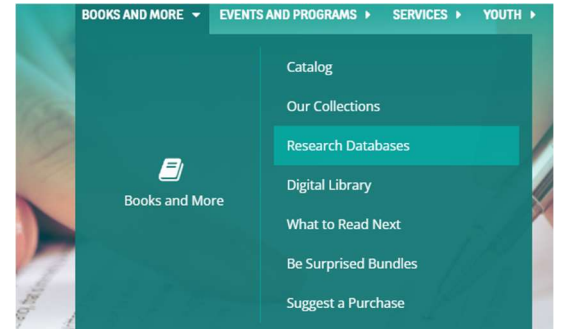 BOOKS AND MORE EVENTS AND PROGRAMS SERVICES YOUTH
Catalog
Our Collections
Research Databases
Digital Library
What to Read Next
Be Surprised Bundles
Suggest a Purchase
Books and More